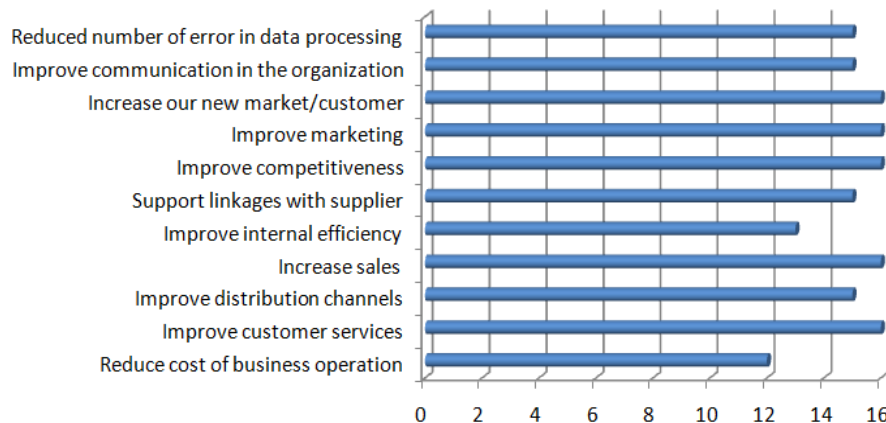 Reduced number of error in data processing
Improve communication in the organization
Increase our new market/customer
Improve marketing
Improve competitiveness
Support linkages with supplier
Improve internal efficiency
Increase sales
Improve distribution channels
Improve customer services
Reduce cost of business operation
0 2 4 6 8 10 12 14 16